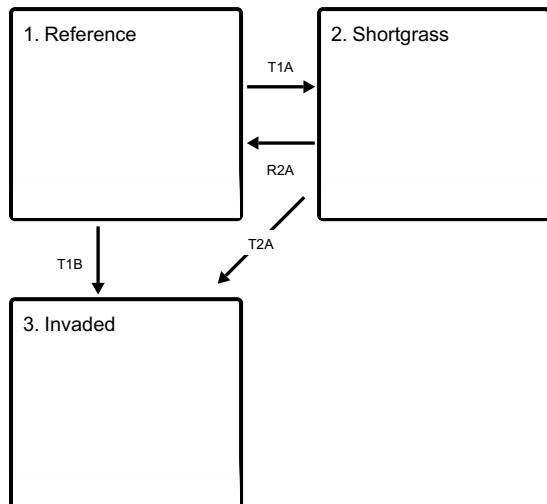 1. Reference
2. Shortgrass
T1A
R2A
T2A
T1B
3. Invaded